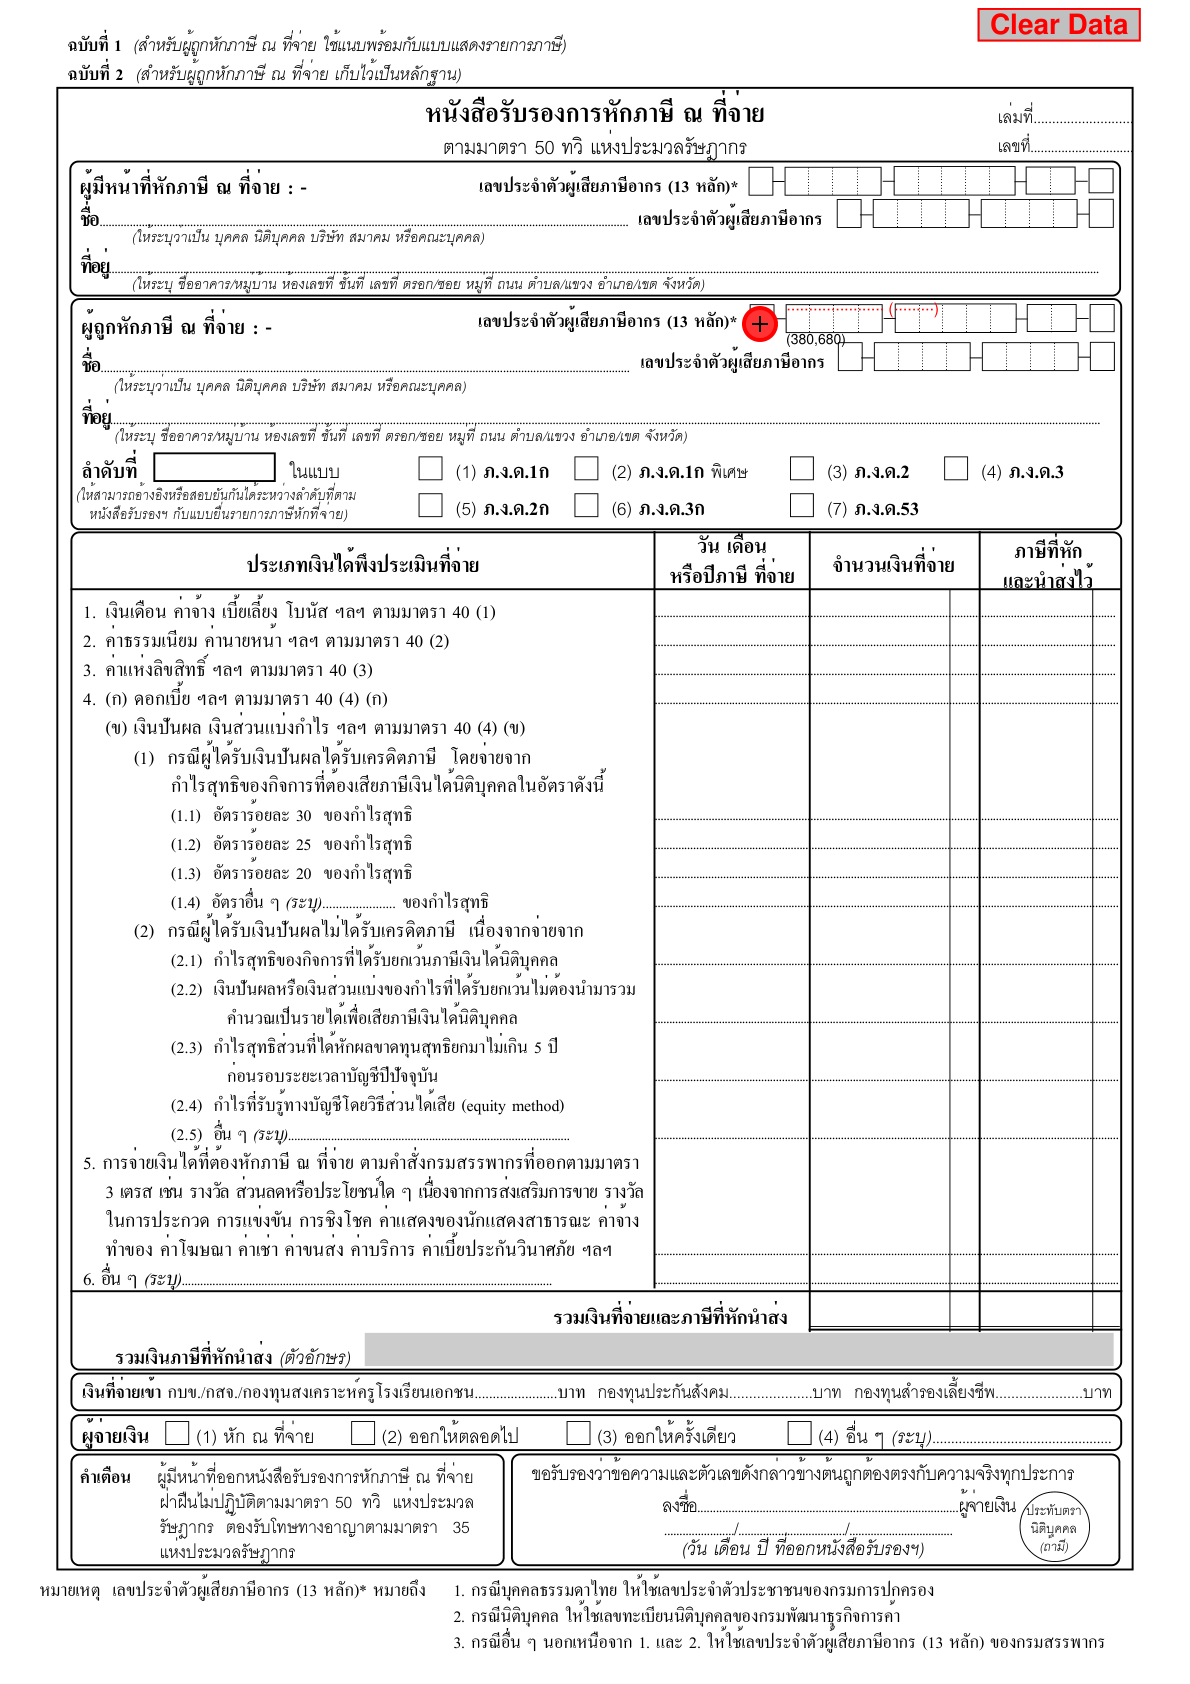 Clear Data
ฉบับที่ 1 (สำหรับผู้ถูกหักภาษี ณ ที่จ่าย ใช้แนบพร้อมกับแบบแสดงรายการภาษี)
ฉบับที่ 2 (สำหรับผู้ถูกหักภาษี ณ ที่จ่าย เก็บไว้เป็นหลักฐาน)
หนังสือรับรองการหักภาษี ณ ที่จ่าย
เล่มที่..........................
ตามมาตรา 50 ทวิ แห่งประมวลรัษฎากร
เลขที่............................
ผู้มีหน้าที่หักภาษี ณ ที่จ่าย : -
เลขประจำตัวผู้เสียภาษีอากร (13 หลัก)*
ชื่อ.................... เลขประจำตัวผู้เสียภาษีอากร
(ให้ระบุว่าเป็น บุคคล นิติบุคคล บริษัท สมาคม หรือคณะบุคคล)
ที่อยู่....................
(ให้ระบุ ชื่ออาคาร/หมู่บ้าน ห้องเลขที่ ชั้นที่ เลขที่ ตรอก/ซอย หมู่ที่ ถนน ตำบล/แขวง อำเภอ/เขต จังหวัด)
ผู้ถูกหักภาษี ณ ที่จ่าย : -
เลขประจำตัวผู้เสียภาษีอากร (13 หลัก)*
(........)
(380,680)
ชื่อ.................... เลขประจำตัวผู้เสียภาษีอากร
(ให้ระบุว่าเป็น บุคคล นิติบุคคล บริษัท สมาคม หรือคณะบุคคล)
ที่อยู่....................
(ให้ระบุ ชื่ออาคาร/หมู่บ้าน ห้องเลขที่ ชั้นที่ เลขที่ ตรอก/ซอย หมู่ที่ ถนน ตำบล/แขวง อำเภอ/เขต จังหวัด)
ลำดับที่ ในแบบ (1) ภ.ง.ด.1ก (2) ภ.ง.ด.1ก พิเศษ (3) ภ.ง.ด.2 (4) ภ.ง.ด.3
(ให้สามารถอ้างอิงหรือสอบยันกันได้ระหว่างลำดับที่ตาม
หนังสือรับรองฯ กับแบบยื่นรายการภาษีหักที่จ่าย)
(5) ภ.ง.ด.2ก (6) ภ.ง.ด.3ก (7) ภ.ง.ด.53
ประเภทเงินได้พึงประเมินที่จ่าย
วัน เดือน
หรือปีภาษี ที่จ่าย
จำนวนเงินที่จ่าย
ภาษีที่หัก
และนำส่งไว้
1. เงินเดือน ค่าจ้าง เบี้ยเลี้ยง โบนัส ฯลฯ ตามมาตรา 40 (1)
2. ค่าธรรมเนียม ค่านายหน้า ฯลฯ ตามมาตรา 40 (2)
3. ค่าแห่งลิขสิทธิ์ ฯลฯ ตามมาตรา 40 (3)
4. (ก) ดอกเบี้ย ฯลฯ ตามมาตรา 40 (4) (ก)
(ข) เงินปันผล เงินส่วนแบ่งกำไร ฯลฯ ตามมาตรา 40 (4) (ข)
(1) กรณีผู้ได้รับเงินปันผลได้รับเครดิตภาษี โดยจ่ายจาก
กำไรสุทธิของกิจการที่ต้องเสียภาษีเงินได้นิติบุคคลในอัตราดังนี้
(1.1) อัตราร้อยละ 30 ของกำไรสุทธิ
(1.2) อัตราร้อยละ 25 ของกำไรสุทธิ
(1.3) อัตราร้อยละ 20 ของกำไรสุทธิ
(1.4) อัตราอื่น ๆ (ระบุ)...................... ของกำไรสุทธิ
(2) กรณีผู้ได้รับเงินปันผลไม่ได้รับเครดิตภาษี เนื่องจากจ่ายจาก
(2.1) กำไรสุทธิของกิจการที่ได้รับยกเว้นภาษีเงินได้นิติบุคคล
(2.2) เงินปันผลหรือเงินส่วนแบ่งของกำไรที่ได้รับยกเว้นไม่ต้องนำมารวม
คำนวณเป็นรายได้เพื่อเสียภาษีเงินได้นิติบุคคล
(2.3) กำไรสุทธิส่วนที่ได้หักผลขาดทุนสุทธิยกมาไม่เกิน 5 ปี
ก่อนรอบระยะเวลาบัญชีปีปัจจุบัน
(2.4) กำไรที่รับรู้ทางบัญชีโดยวิธีส่วนได้เสีย (equity method)
(2.5) อื่น ๆ (ระบุ)....................
5. การจ่ายเงินได้ที่ต้องหักภาษี ณ ที่จ่าย ตามคำสั่งกรมสรรพากรที่ออกตามมาตรา
3 เตรส เช่น รางวัล ส่วนลดหรือประโยชน์ใด ๆ เนื่องจากการส่งเสริมการขาย รางวัล
ในการประกวด การแข่งขัน การชิงโชค ค่าแสดงของนักแสดงสาธารณะ ค่าจ้าง
ทำของ ค่าโฆษณา ค่าเช่า ค่าขนส่ง ค่าบริการ ค่าเบี้ยประกันวินาศภัย ฯลฯ
6. อื่น ๆ (ระบุ)....................
รวมเงินที่จ่ายและภาษีที่หักนำส่ง
รวมเงินภาษีที่หักนำส่ง (ตัวอักษร)
เงินที่จ่ายเข้า กบข./กสจ./กองทุนสงเคราะห์ครูโรงเรียนเอกชน....................บาท กองทุนประกันสังคม....................บาท กองทุนสำรองเลี้ยงชีพ....................บาท
ผู้จ่ายเงิน (1) หัก ณ ที่จ่าย (2) ออกให้ตลอดไป (3) ออกให้ครั้งเดียว (4) อื่น ๆ (ระบุ)....................
คำเตือน ผู้มีหน้าที่ออกหนังสือรับรองการหักภาษี ณ ที่จ่าย
ฝ่าฝืนไม่ปฏิบัติตามมาตรา 50 ทวิ แห่งประมวล
รัษฎากร ต้องรับโทษทางอาญาตามมาตรา 35
แห่งประมวลรัษฎากร
ขอรับรองว่าข้อความและตัวเลขดังกล่าวข้างต้นถูกต้องตรงกับความจริงทุกประการ
ลงชื่อ....................ผู้จ่ายเงิน
................/................/................
(วัน เดือน ปี ที่ออกหนังสือรับรองฯ)
ประทับตรา
นิติบุคคล
(ถ้ามี)
หมายเหตุ เลขประจำตัวผู้เสียภาษีอากร (13 หลัก)* หมายถึง 1. กรณีบุคคลธรรมดาไทย ให้ใช้เลขประจำตัวประชาชนของกรมการปกครอง
2. กรณีนิติบุคคล ให้ใช้เลขทะเบียนนิติบุคคลของกรมพัฒนาธุรกิจการค้า
3. กรณีอื่น ๆ นอกเหนือจาก 1. และ 2. ให้ใช้เลขประจำตัวผู้เสียภาษีอากร (13 หลัก) ของกรมสรรพากร